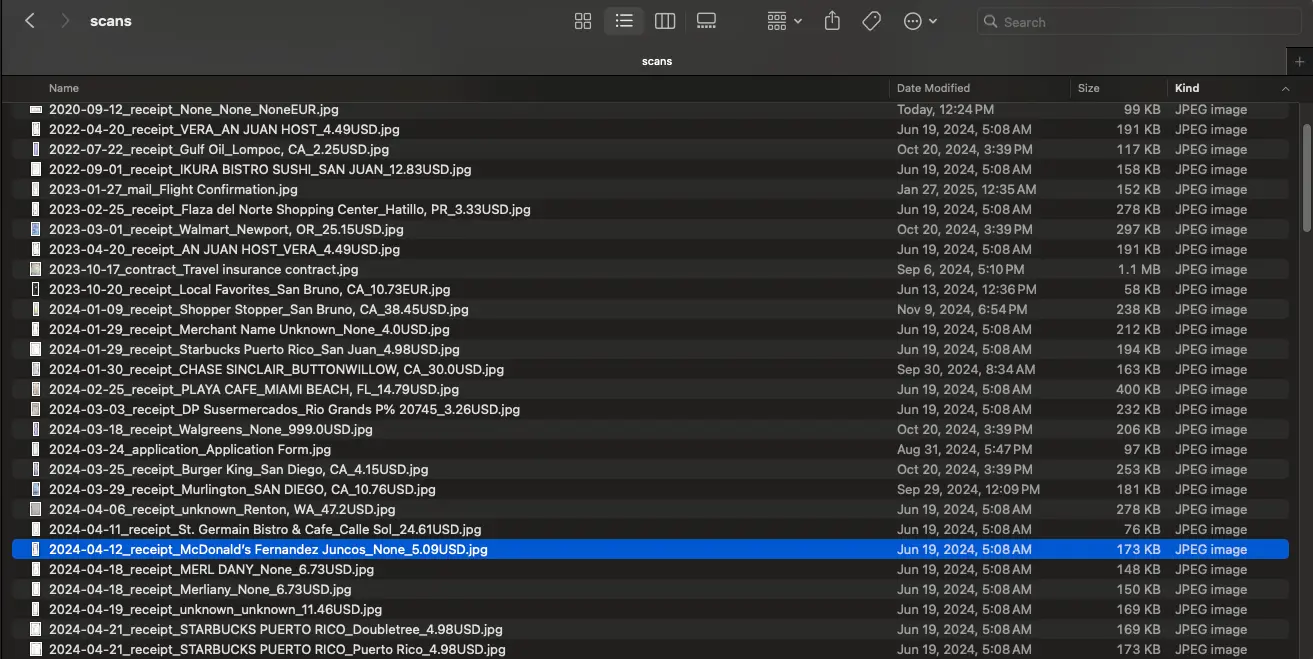 scans
Search
scans
Name Date Modified Size Kind
2020-09-12_receipt_None_None_NoneEUR.jpg Today, 12:24 PM 99 KB JPEG image
2022-04-20_receipt_VERA_AN JUAN HOST_4.49USD.jpg Jun 19, 2024, 5:08 AM 191 KB JPEG image
2022-07-22_receipt_Gulf Oil_Lompoc, CA_2.25USD.jpg Oct 20, 2024, 3:39 PM 117 KB JPEG image
2022-09-01_receipt_IKURA BISTRO SUSHI_SAN JUAN_12.83USD.jpg Jun 19, 2024, 5:08 AM 158 KB JPEG image
2023-01-27_mail_Flight Confirmation.jpg Jan 27, 2025, 12:35 AM 152 KB JPEG image
2023-02-25_receipt_Flaza del Norte Shopping Center_Hatillo, PR_3.33USD.jpg Jun 19, 2024, 5:08 AM 278 KB JPEG image
2023-03-01_receipt_Walmart_Newport, OR_25.15USD.jpg Oct 20, 2024, 3:39 PM 297 KB JPEG image
2023-04-20_receipt_AN JUAN HOST_VERA_4.49USD.jpg Jun 19, 2024, 5:08 AM 191 KB JPEG image
2023-10-17_contract_Travel insurance contract.jpg Sep 6, 2024, 5:10 PM 1.1 MB JPEG image
2023-10-20_receipt_Local Favorites_San Bruno, CA_10.73EUR.jpg Jun 13, 2024, 12:36 PM 58 KB JPEG image
2024-01-09_receipt_Shopper Stopper_San Bruno, CA_38.45USD.jpg Nov 9, 2024, 6:54 PM 238 KB JPEG image
2024-01-29_receipt_Merchant Name Unknown_None_4.0USD.jpg Jun 19, 2024, 5:08 AM 212 KB JPEG image
2024-01-29_receipt_Starbucks Puerto Rico_San Juan_4.98USD.jpg Jun 19, 2024, 5:08 AM 194 KB JPEG image
2024-01-30_receipt_CHASE SINCLAIR_BUTTONWILLOW, CA_30.0USD.jpg Sep 30, 2024, 8:34 AM 163 KB JPEG image
2024-02-25_receipt_PLAYA CAFE_MIAMI BEACH, FL_14.79USD.jpg Jun 19, 2024, 5:08 AM 400 KB JPEG image
2024-03-03_receipt_DP Susermercados_Rio Grands P% 20745_3.26USD.jpg Jun 19, 2024, 5:08 AM 232 KB JPEG image
2024-03-18_receipt_Walgreens_None_999.0USD.jpg Oct 20, 2024, 3:39 PM 206 KB JPEG image
2024-03-24_application_Application Form.jpg Aug 31, 2024, 5:47 PM 97 KB JPEG image
2024-03-25_receipt_Burger King_San Diego, CA_4.15USD.jpg Oct 20, 2024, 3:39 PM 253 KB JPEG image
2024-03-29_receipt_Murlington_SAN DIEGO, CA_10.76USD.jpg Sep 29, 2024, 12:09 PM 181 KB JPEG image
2024-04-06_receipt_unknown_Renton, WA_47.2USD.jpg Jun 19, 2024, 5:08 AM 278 KB JPEG image
2024-04-11_receipt_St. Germain Bistro & Cafe_Calle Sol_24.61USD.jpg Jun 19, 2024, 5:08 AM 76 KB JPEG image
2024-04-12_receipt_McDonald's Fernandez Juncos_None_5.09USD.jpg Jun 19, 2024, 5:08 AM 173 KB JPEG image
2024-04-18_receipt_MERL DANY_None_6.73USD.jpg Jun 19, 2024, 5:08 AM 148 KB JPEG image
2024-04-18_receipt_Merliany_None_6.73USD.jpg Jun 19, 2024, 5:08 AM 150 KB JPEG image
2024-04-19_receipt_unknown_unknown_11.46USD.jpg Jun 19, 2024, 5:08 AM 169 KB JPEG image
2024-04-21_receipt_STARBUCKS PUERTO RICO_Doubletree_4.98USD.jpg Jun 19, 2024, 5:08 AM 169 KB JPEG image
2024-04-21_receipt_STARBUCKS PUERTO RICO_Puerto Rico_4.98USD.jpg Jun 19, 2024, 5:08 AM 173 KB JPEG image